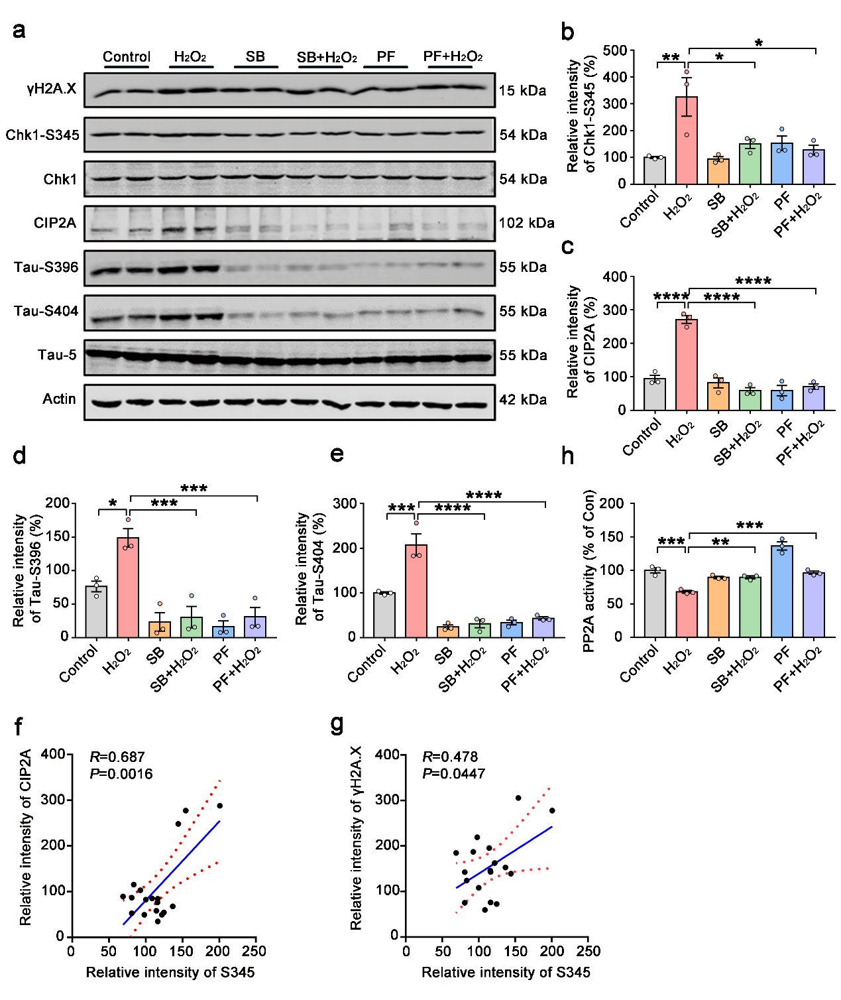 a
Control H2O2 SB SB+H2O2 PF PF+H2O2
γH2A.X 15 kDa
Chk1-S345 54 kDa
Chk1 54 kDa
CIP2A 102 kDa
Tau-S396 55 kDa
Tau-S404 55 kDa
Tau-5 55 kDa
Actin 42 kDa
b
Relative intensity
of Chk1-S345 (%)
500
400
300
200
100
0
** * *
Control H2O2 SB SB+H2O2 PF PF+H2O2
c
Relative intensity
of CIP2A (%)
400
300
200
100
0
**** **** ****
Control H2O2 SB SB+H2O2 PF PF+H2O2
d
Relative intensity
of Tau-S396 (%)
200
150
100
50
0
* *** ***
Control H2O2 SB SB+H2O2 PF PF+H2O2
e
Relative intensity
of Tau-S404 (%)
300
200
100
0
*** **** ****
Control H2O2 SB SB+H2O2 PF PF+H2O2
h
PP2A activity (% of Con)
200
150
100
50
0
*** ** ***
Control H2O2 SB SB+H2O2 PF PF+H2O2
f
Relative intensity of CIP2A
400
300
200
100
0
R=0.687
P=0.0016
0 50 100 150 200 250
Relative intensity of S345
g
Relative intensity of γH2A.X
400
300
200
100
0
R=0.478
P=0.0447
0 50 100 150 200 250
Relative intensity of S345